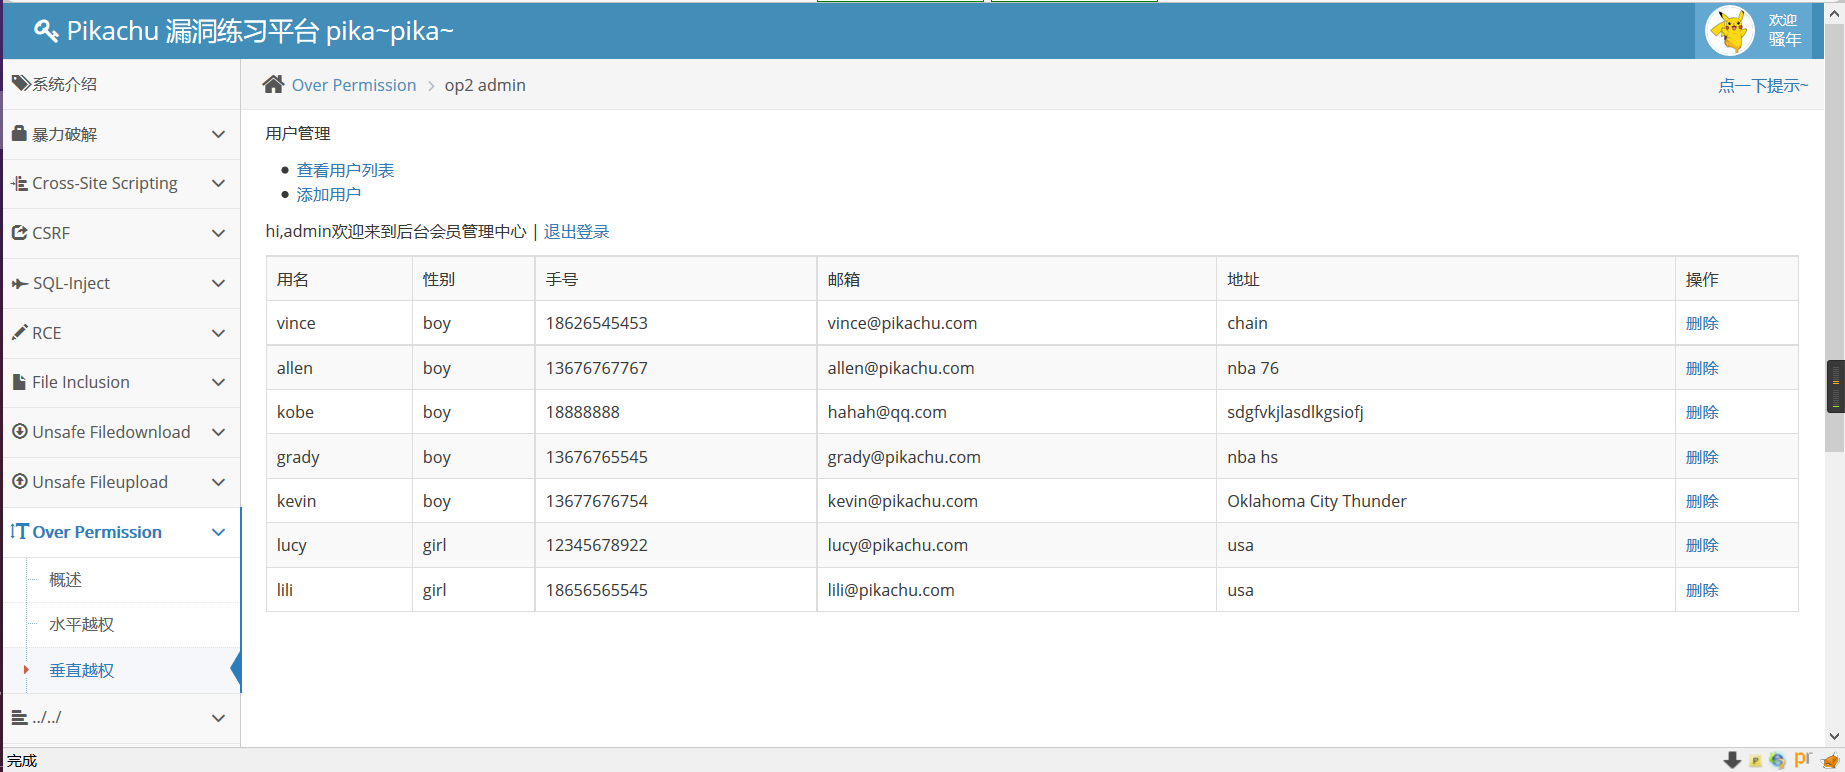 Pikachu 漏洞练习平台 pika~pika~
欢迎
骚年
系统介绍
暴力破解
Cross-Site Scripting
CSRF
SQL-Inject
RCE
File Inclusion
Unsafe Filedownload
Unsafe Fileupload
Over Permission
概述
水平越权
垂直越权
../../
Over Permission > op2 admin
点一下提示~
用户管理
查看用户列表
添加用户
hi,admin欢迎来到后台会员管理中心 | 退出登录
用名 性别 手号 邮箱 地址 操作
vince boy 18626545453 vince@pikachu.com chain 删除
allen boy 13676767767 allen@pikachu.com nba 76 删除
kobe boy 18888888 hahah@qq.com sdgfvkjlasdlkgsiofj 删除
grady boy 13676765545 grady@pikachu.com nba hs 删除
kevin boy 13677676754 kevin@pikachu.com Oklahoma City Thunder 删除
lucy girl 12345678922 lucy@pikachu.com usa 删除
lili girl 18656565545 lili@pikachu.com usa 删除
完成
pr